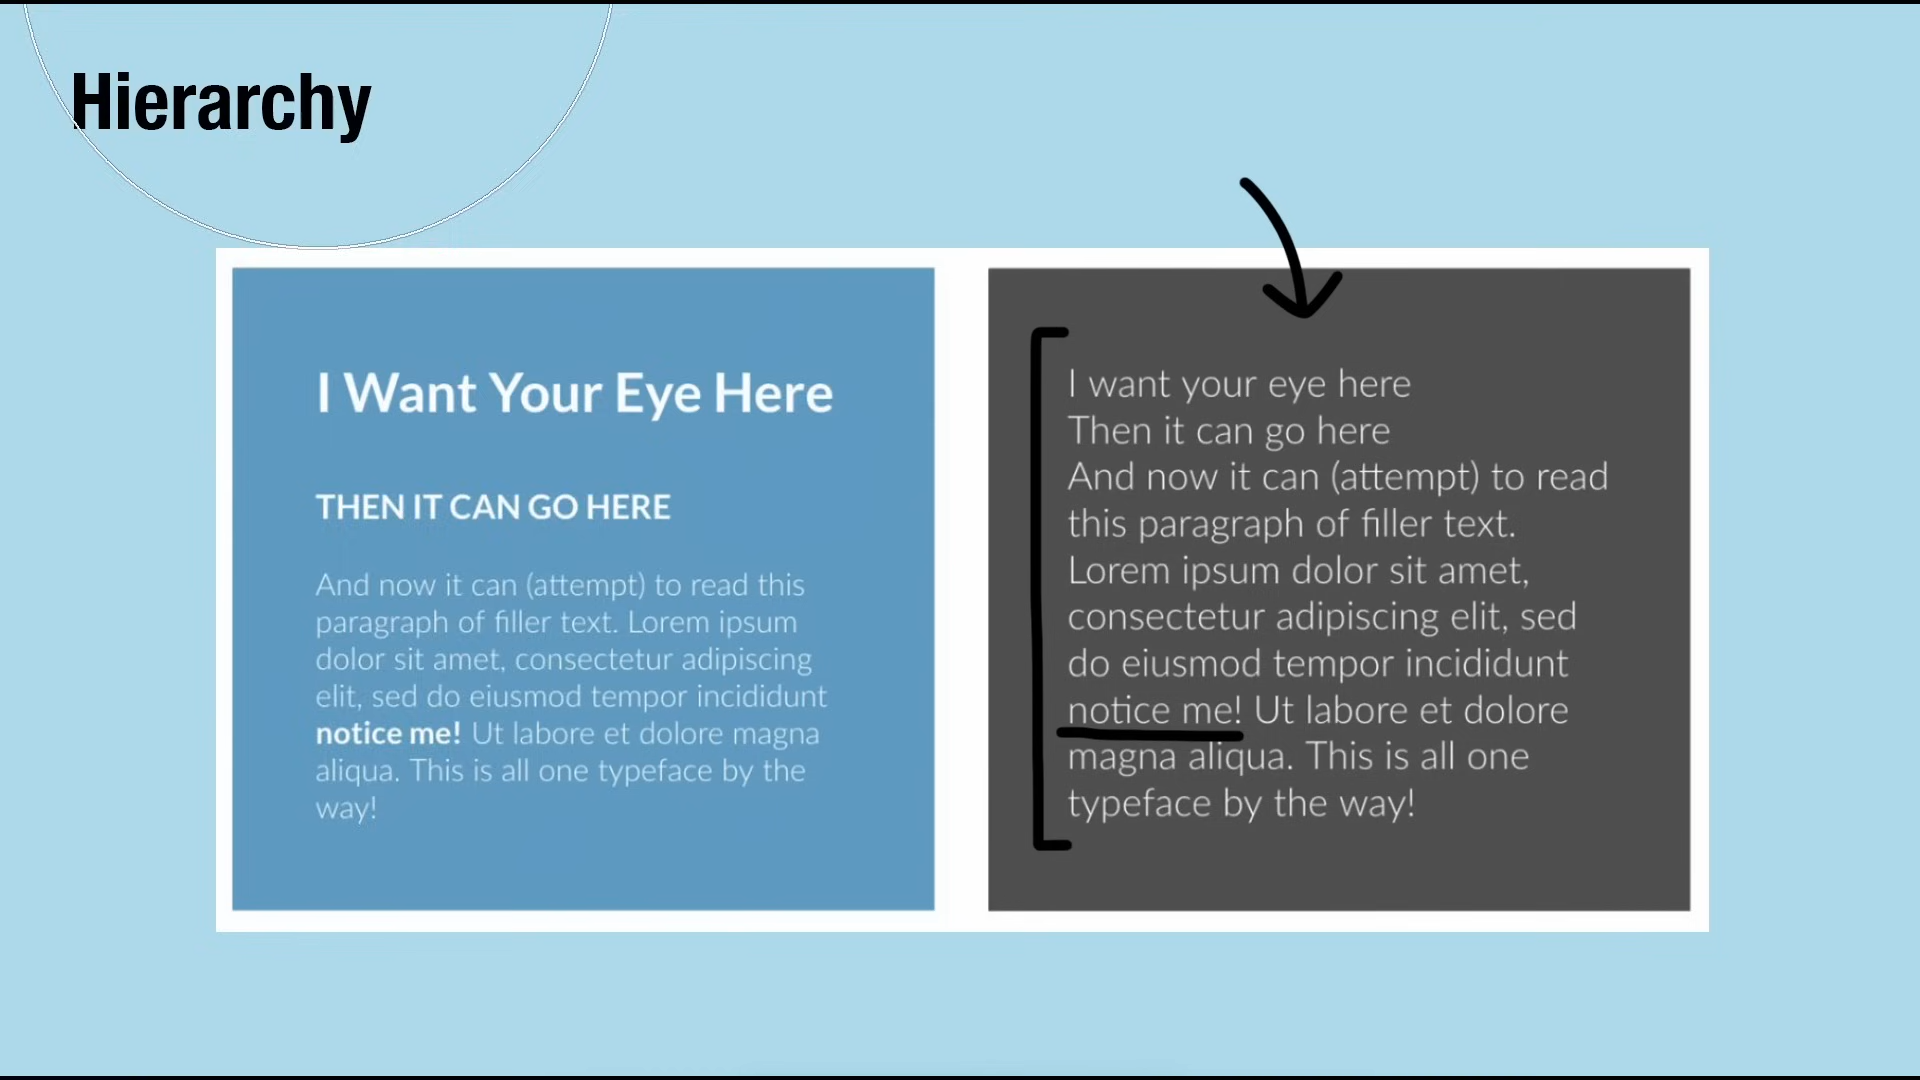 Hierarchy
I Want Your Eye Here
THEN IT CAN GO HERE
And now it can (attempt) to read this
paragraph of filler text. Lorem ipsum
dolor sit amet, consectetur adipiscing
elit, sed do eiusmod tempor incididunt
notice me! Ut labore et dolore magna
aliqua. This is all one typeface by the
way!
I want your eye here
Then it can go here
And now it can (attempt) to read
this paragraph of filler text.
Lorem ipsum dolor sit amet,
consectetur adipiscing elit, sed
do eiusmod tempor incididunt
notice me! Ut labore et dolore
magna aliqua. This is all one
typeface by the way!